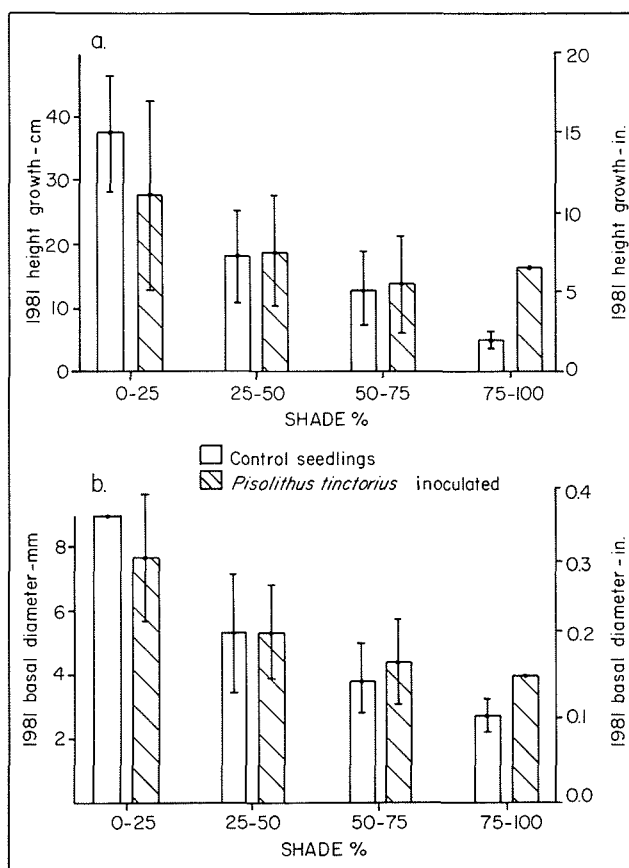 a.
1981 height growth - cm
40
30
20
10
0
20
15
10
5
0
1981 height growth - in.
0-25 25-50 50-75 75-100
SHADE %
Control seedlings
Pisolithus tinctorius inoculated
b.
1981 basal diameter -mm
8
6
4
2
0.4
0.3
0.2
0.1
0.0
1981 basal diameter - in.
0-25 25-50 50-75 75-100
SHADE %